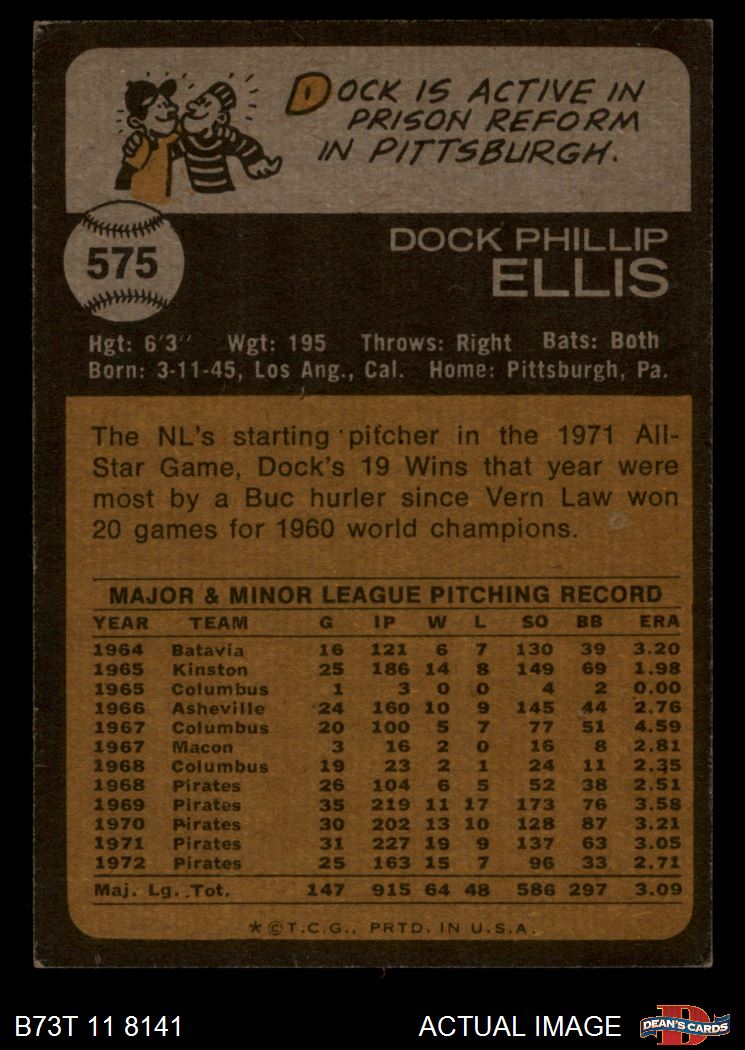 DOCK IS ACTIVE IN
PRISON REFORM
IN PITTSBURGH.
575
DOCK PHILLIP
ELLIS
Hgt: 6'3" Wgt: 195 Throws: Right Bats: Both
Born: 3-11-45, Los Ang., Cal. Home: Pittsburgh, Pa.
The NL's starting pitcher in the 1971 All-
Star Game, Dock's 19 Wins that year were
most by a Buc hurler since Vern Law won
20 games for 1960 world champions.
MAJOR & MINOR LEAGUE PITCHING RECORD
YEAR TEAM G IP W L SO BB ERA
1964 Batavia 16 121 6 7 130 39 3.20
1965 Kinston 25 186 14 8 149 69 1.98
1965 Columbus 1 3 0 0 4 2 0.00
1966 Asheville 24 160 10 9 145 44 2.76
1967 Columbus 20 100 5 7 77 51 4.59
1967 Macon 3 16 2 0 16 8 2.81
1968 Columbus 19 23 2 1 24 11 2.35
1968 Pirates 26 104 6 5 52 38 2.51
1969 Pirates 35 219 11 17 173 76 3.58
1970 Pirates 30 202 13 10 128 87 3.21
1971 Pirates 31 227 19 9 137 63 3.05
1972 Pirates 25 163 15 7 96 33 2.71
Maj. Lg. Tot. 147 915 64 48 586 297 3.09
*©T.C.G., PRTD. IN U.S.A.
B73T 11 8141 ACTUAL IMAGE D DEAN'S CARDS